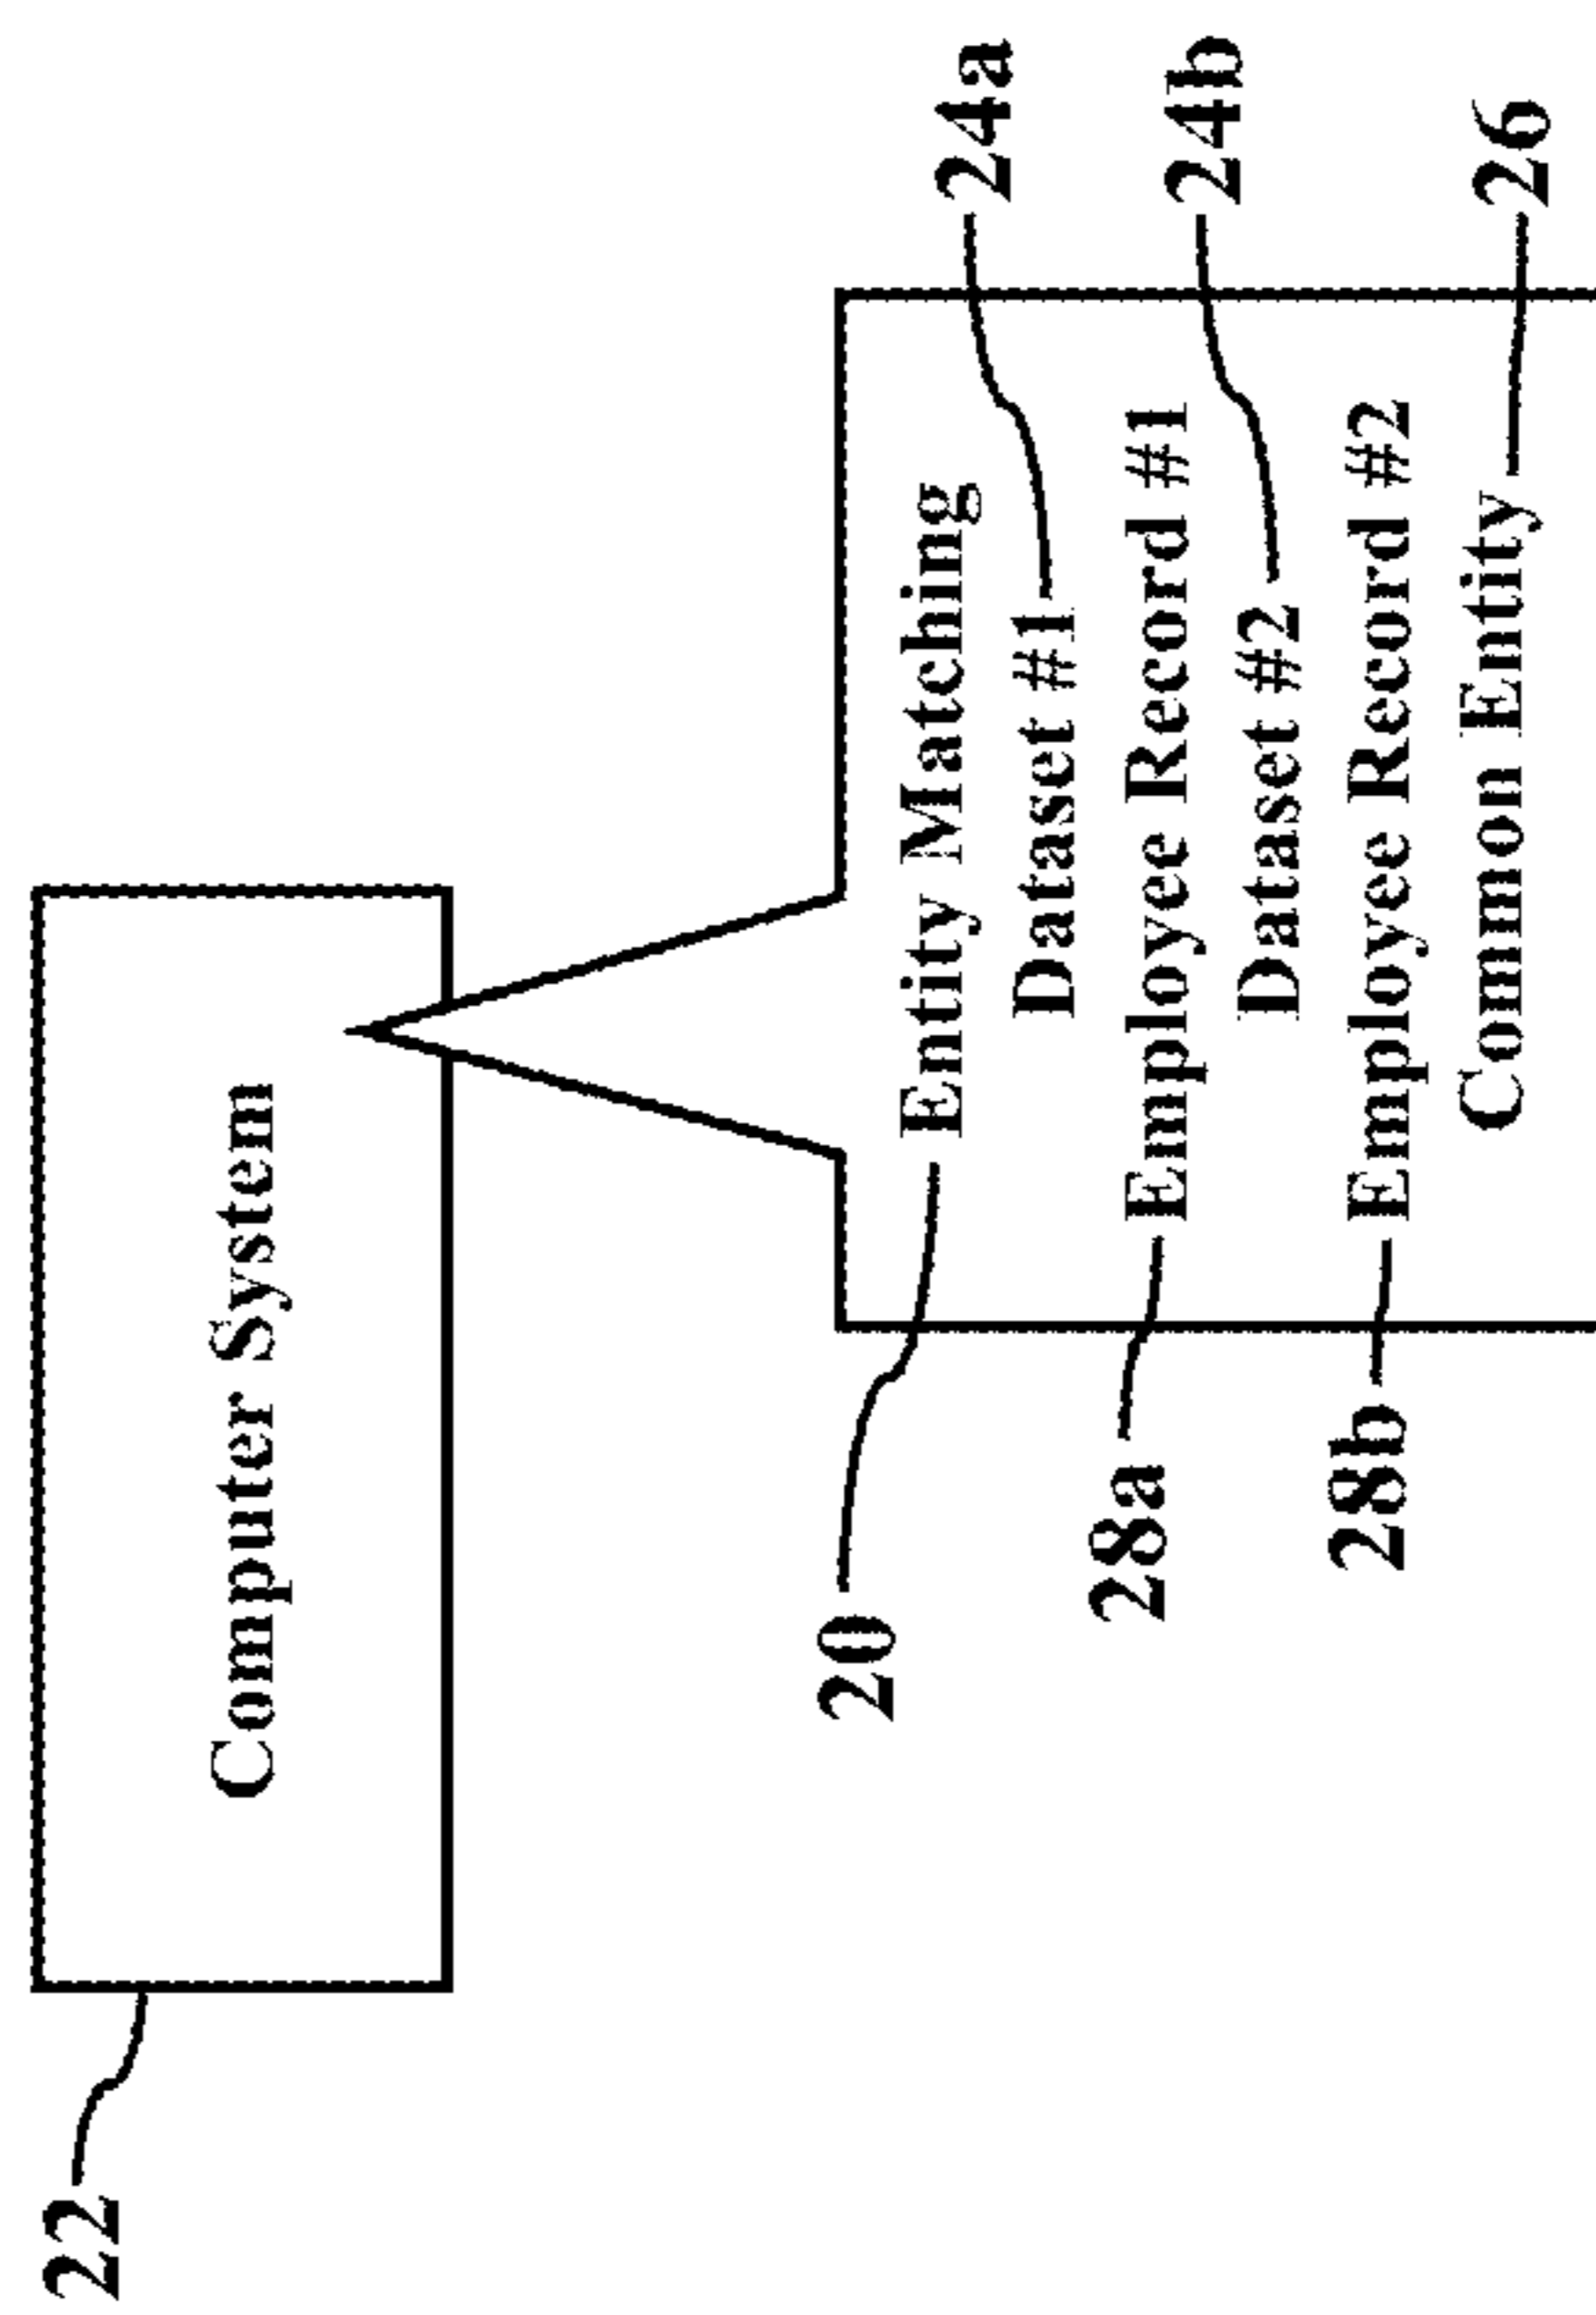 22
Computer System
20
Entity Matching
24a
Dataset #1
28a
Employee Record #1
24b
Dataset #2
28b
Employee Record #2
Common Entity
26